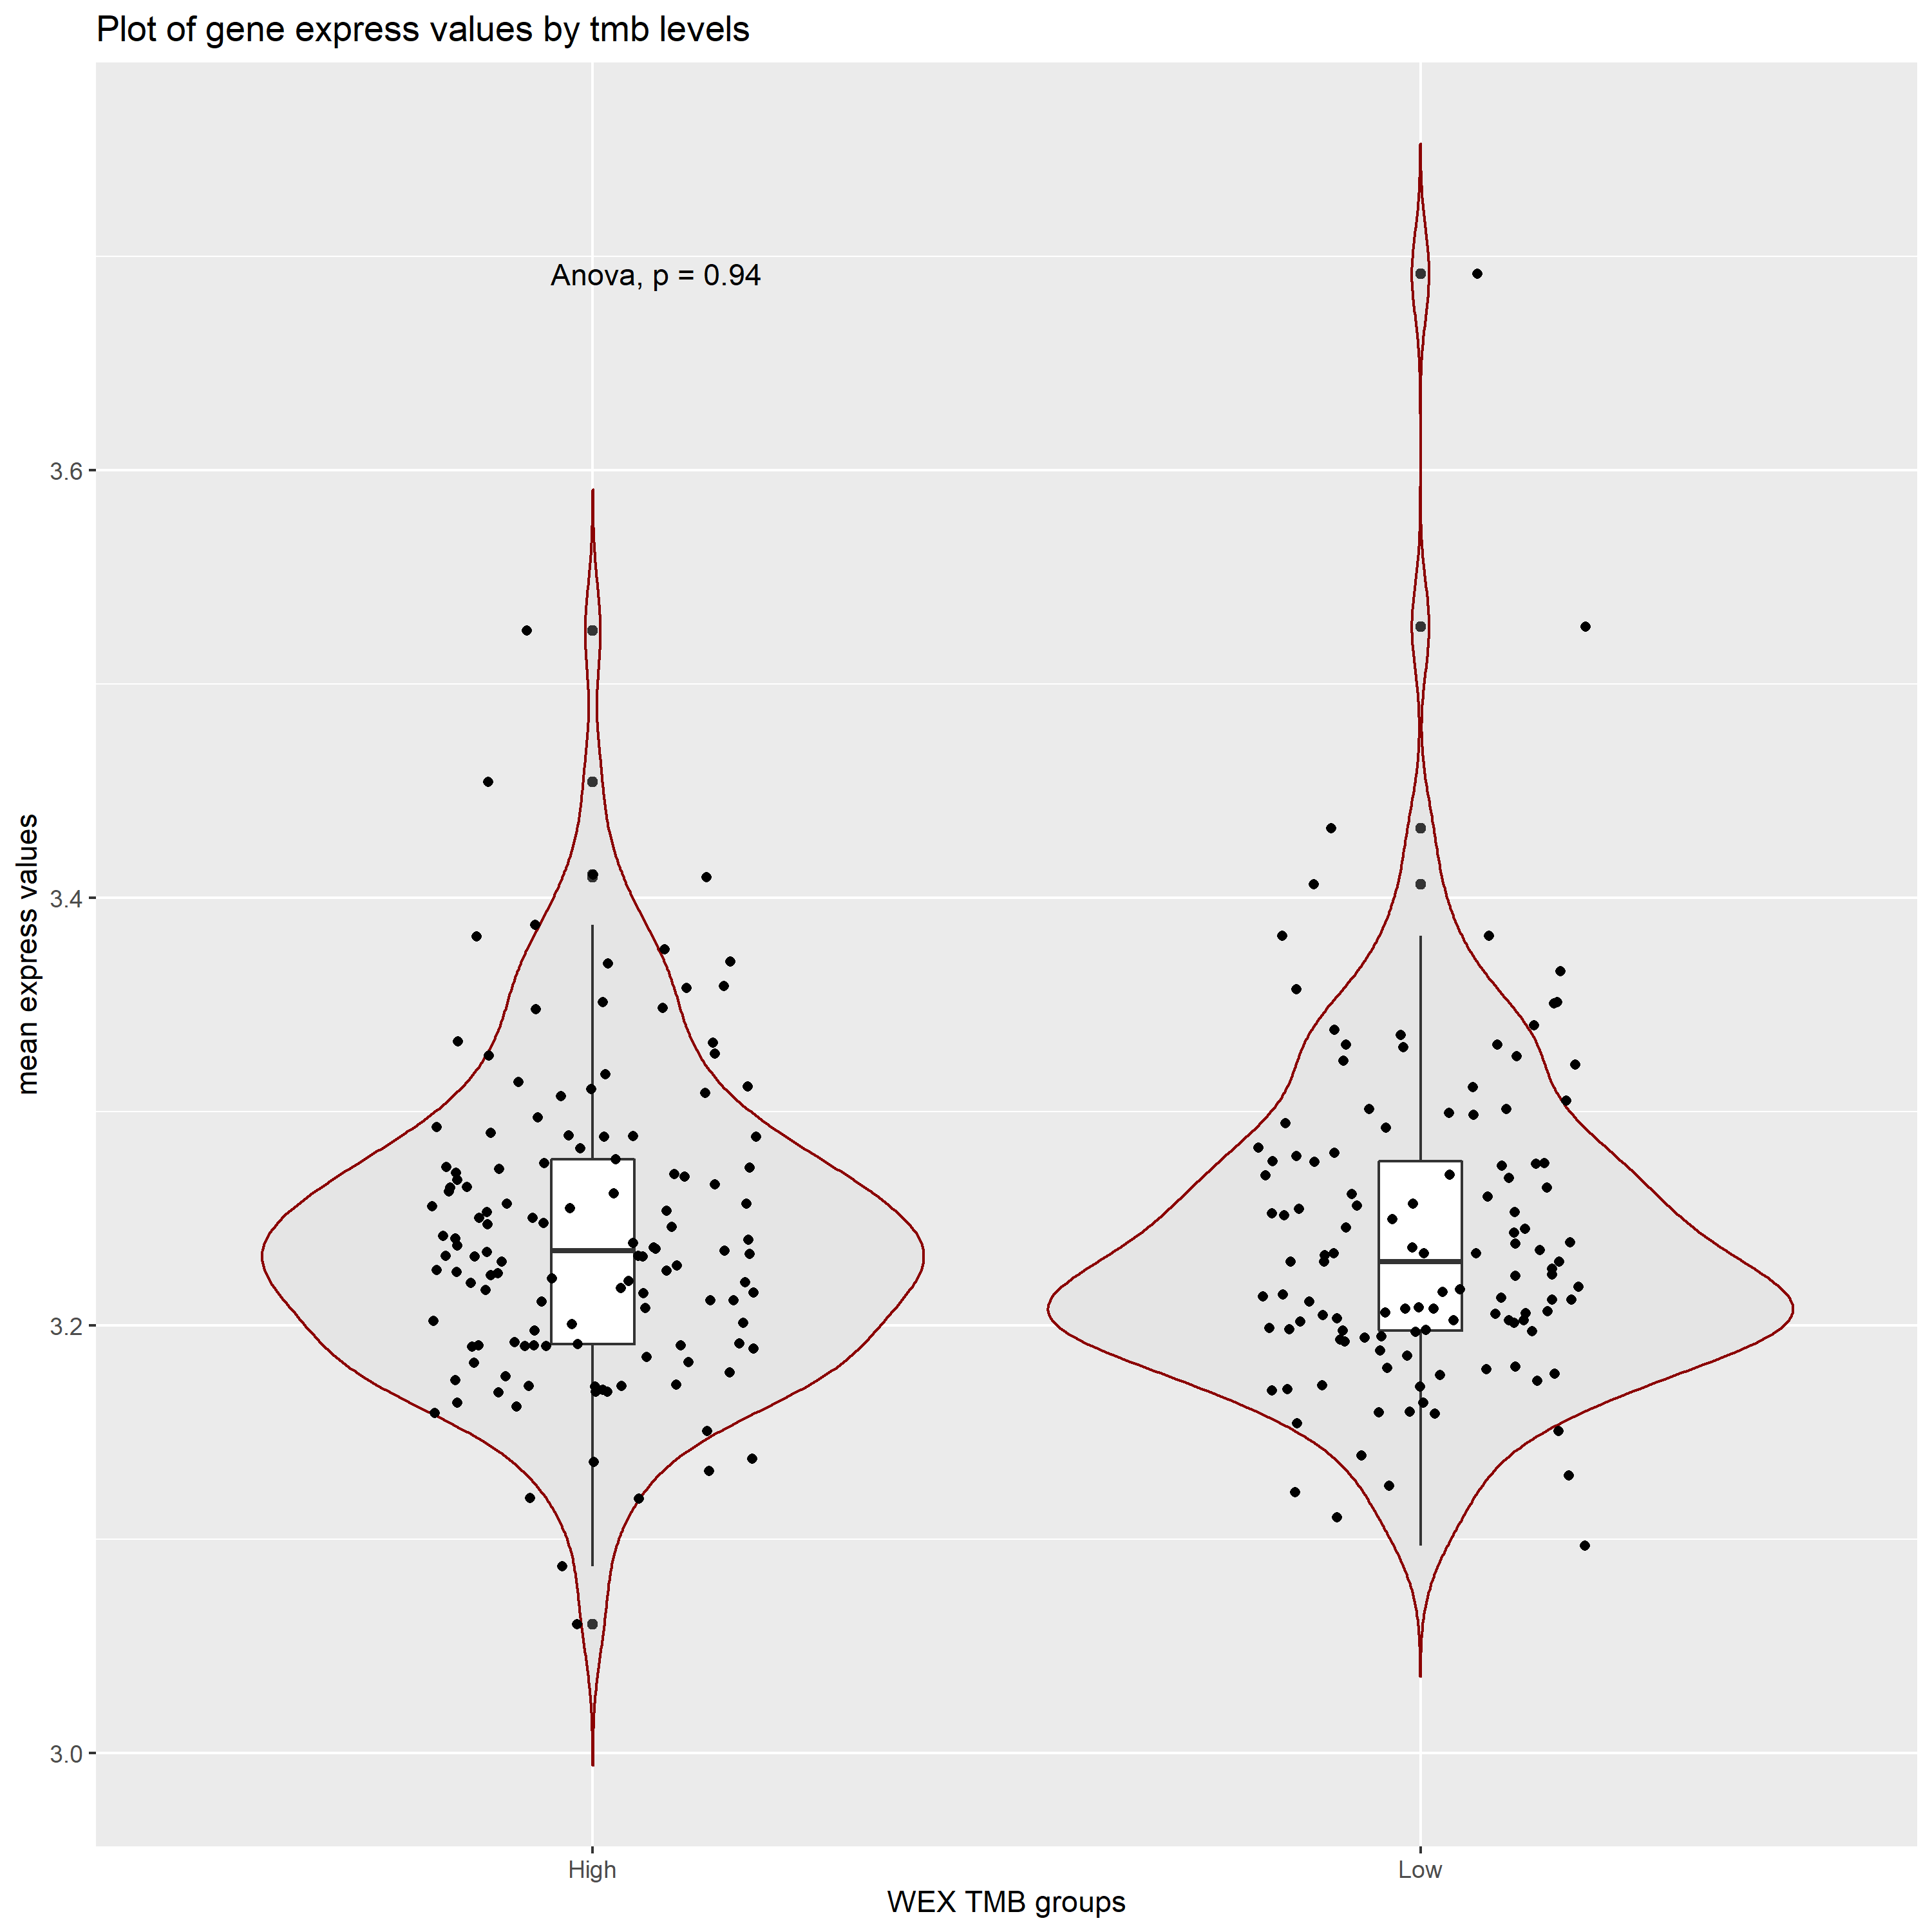 Plot of gene express values by tmb levels
Anova, p = 0.94
mean express values
3.6
3.4
3.2
3.0
High
Low
WEX TMB groups